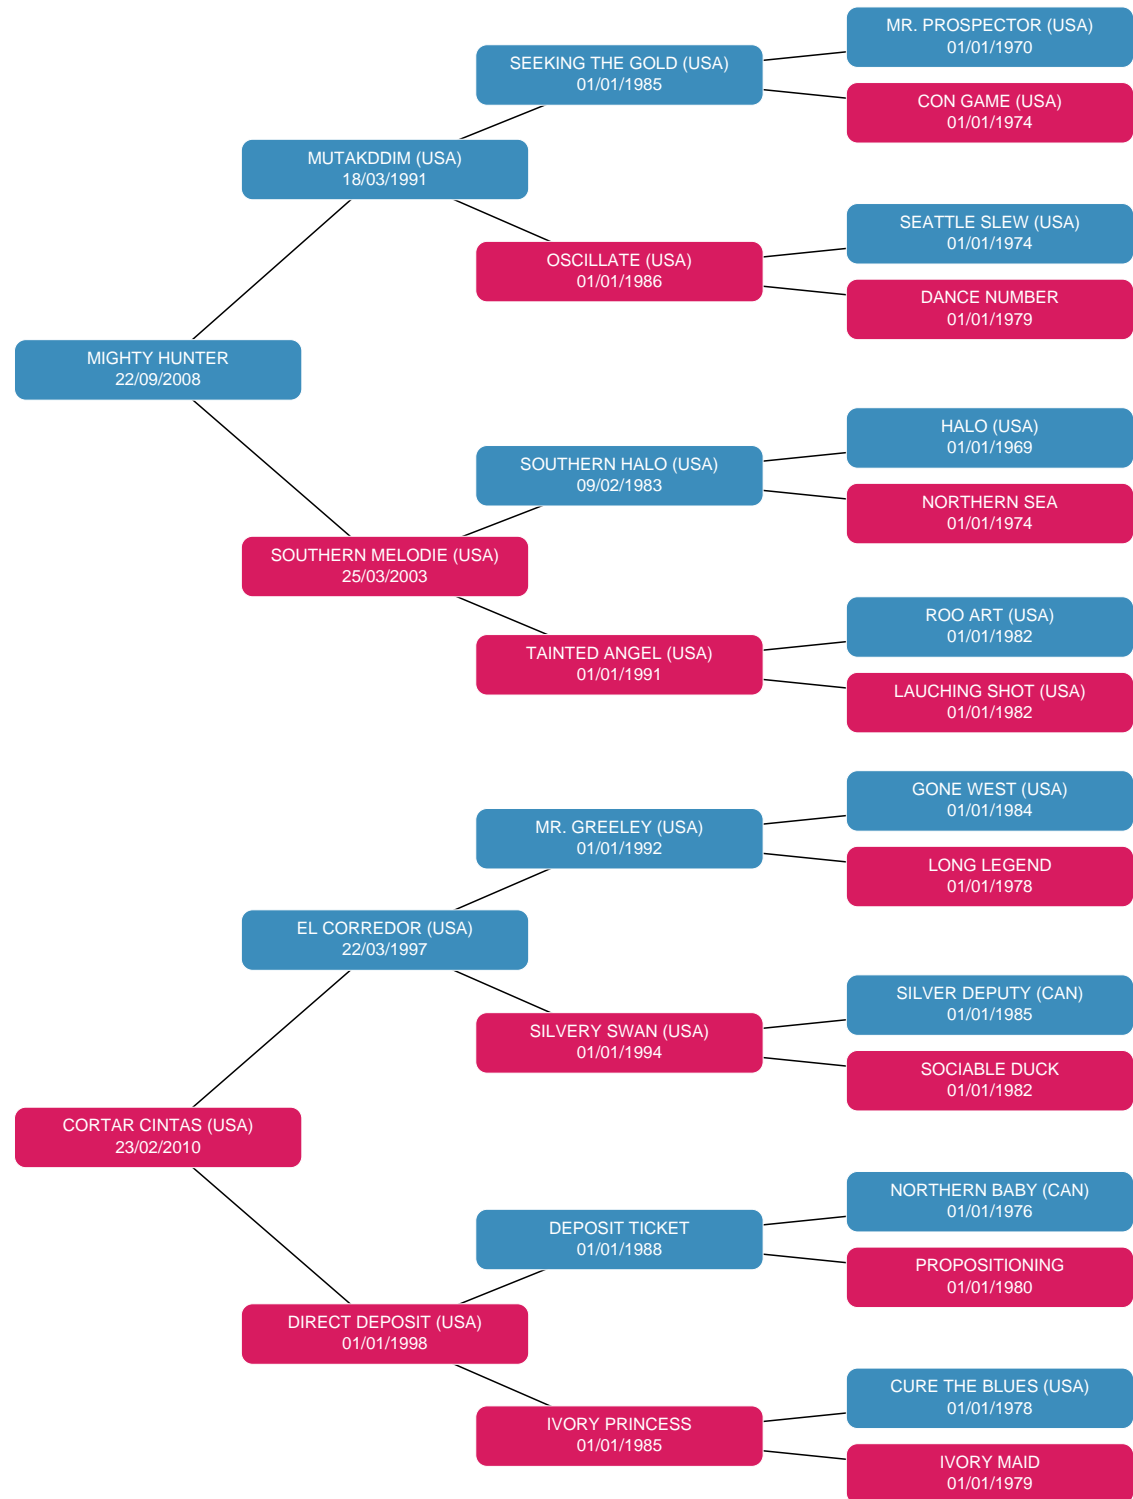 MR. PROSPECTOR (USA)
01/01/1970
SEEKING THE GOLD (USA)
01/01/1985
CON GAME (USA)
01/01/1974
MUTAKDDIM (USA)
18/03/1991
SEATTLE SLEW (USA)
01/01/1974
OSCILLATE (USA)
01/01/1986
DANCE NUMBER
01/01/1979
MIGHTY HUNTER
22/09/2008
HALO (USA)
01/01/1969
SOUTHERN HALO (USA)
09/02/1983
NORTHERN SEA
01/01/1974
SOUTHERN MELODIE (USA)
25/03/2003
ROO ART (USA)
01/01/1982
TAINTED ANGEL (USA)
01/01/1991
LAUCHING SHOT (USA)
01/01/1982
GONE WEST (USA)
01/01/1984
MR. GREELEY (USA)
01/01/1992
LONG LEGEND
01/01/1978
EL CORREDOR (USA)
22/03/1997
SILVER DEPUTY (CAN)
01/01/1985
SILVERY SWAN (USA)
01/01/1994
SOCIABLE DUCK
01/01/1982
CORTAR CINTAS (USA)
23/02/2010
NORTHERN BABY (CAN)
01/01/1976
DEPOSIT TICKET
01/01/1988
PROPOSITIONING
01/01/1980
DIRECT DEPOSIT (USA)
01/01/1998
CURE THE BLUES (USA)
01/01/1978
IVORY PRINCESS
01/01/1985
IVORY MAID
01/01/1979